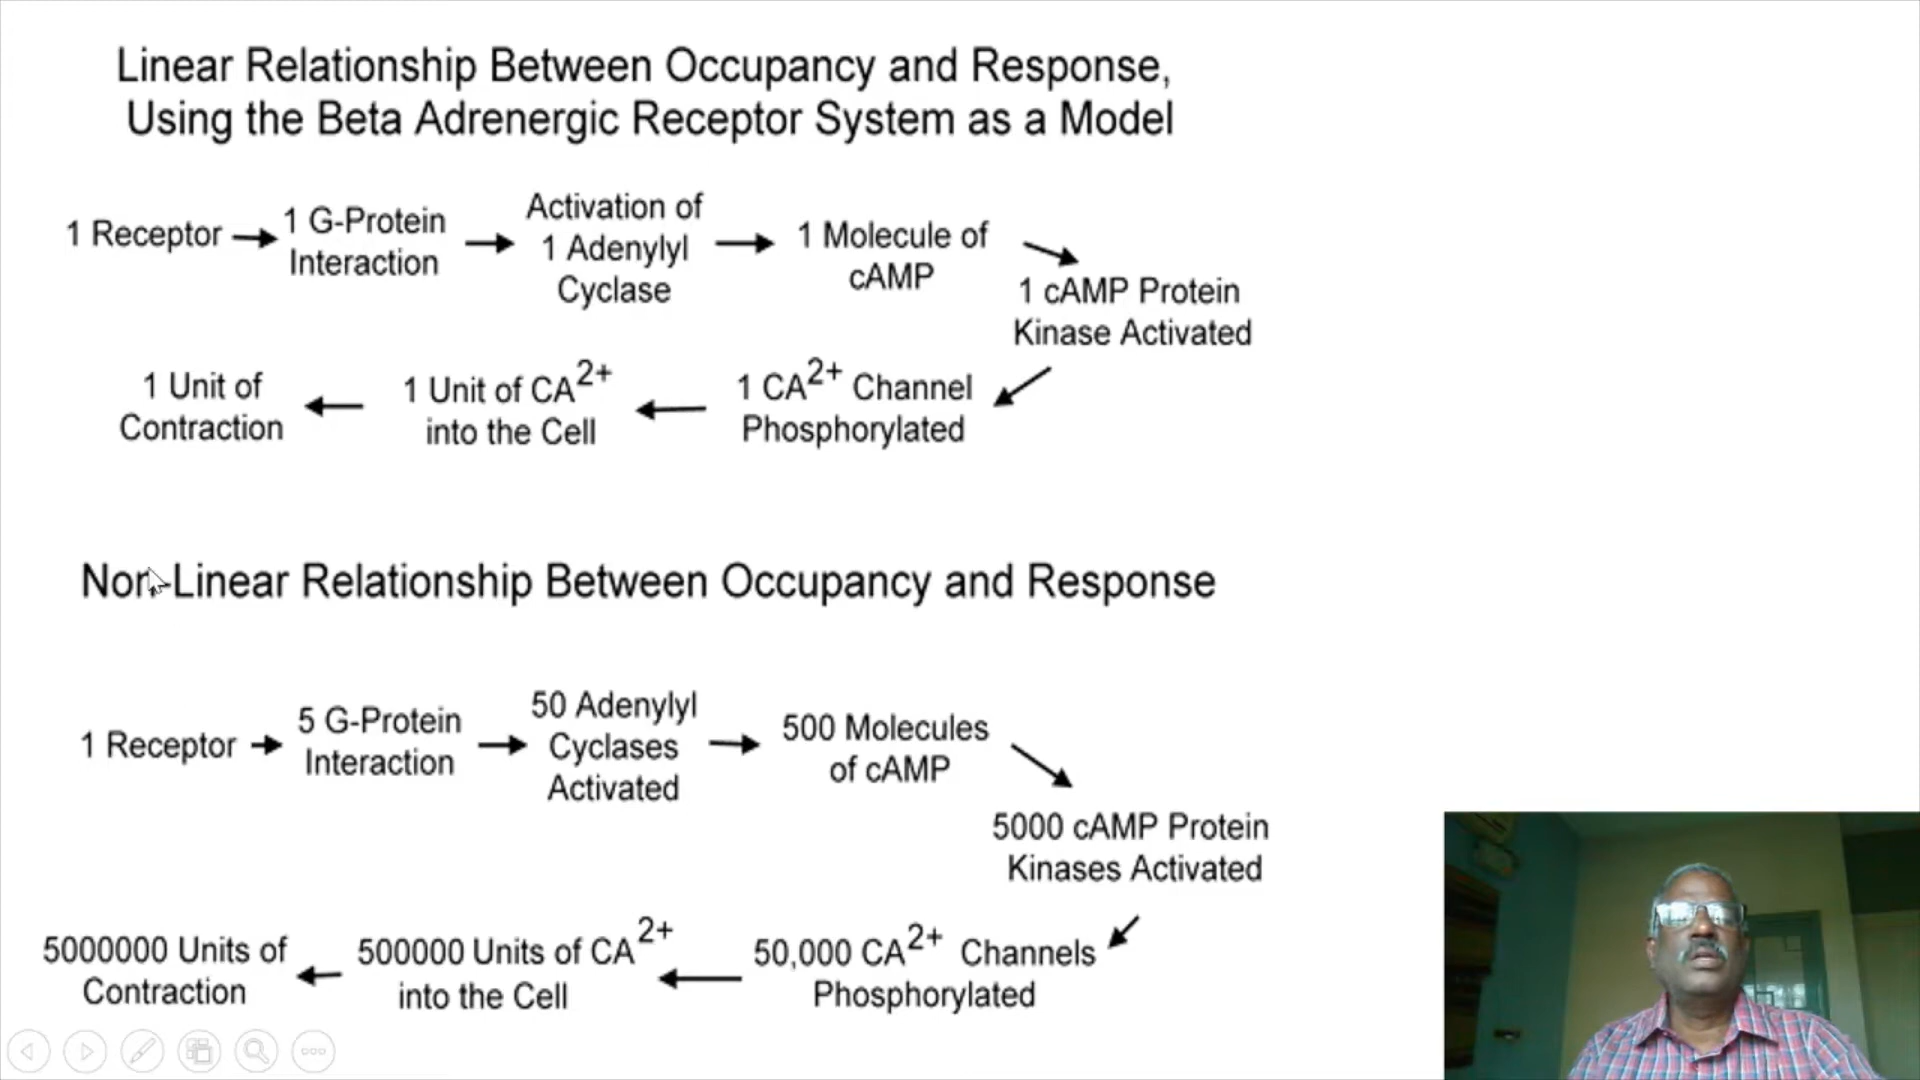 Linear Relationship Between Occupancy and Response,
Using the Beta Adrenergic Receptor System as a Model
1 Receptor
1 G-Protein
Interaction
Activation of
1 Adenylyl
Cyclase
1 Molecule of
cAMP
1 cAMP Protein
Kinase Activated
1 CA2+ Channel
Phosphorylated
1 Unit of CA2+
into the Cell
1 Unit of
Contraction
Non-Linear Relationship Between Occupancy and Response
1 Receptor
5 G-Protein
Interaction
50 Adenylyl
Cyclases
Activated
500 Molecules
of cAMP
5000 cAMP Protein
Kinases Activated
50,000 CA2+ Channels
Phosphorylated
500000 Units of CA2+
into the Cell
5000000 Units of
Contraction